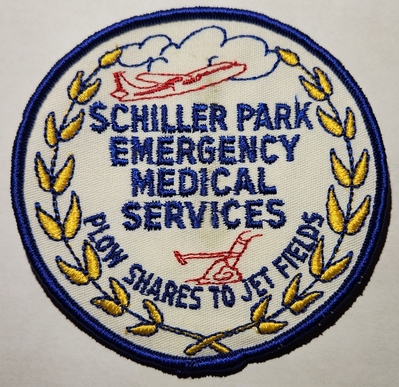 SCHILLER PARK
EMERGENCY
MEDICAL
SERVICES
PLOW SHARES TO JET FIELDS